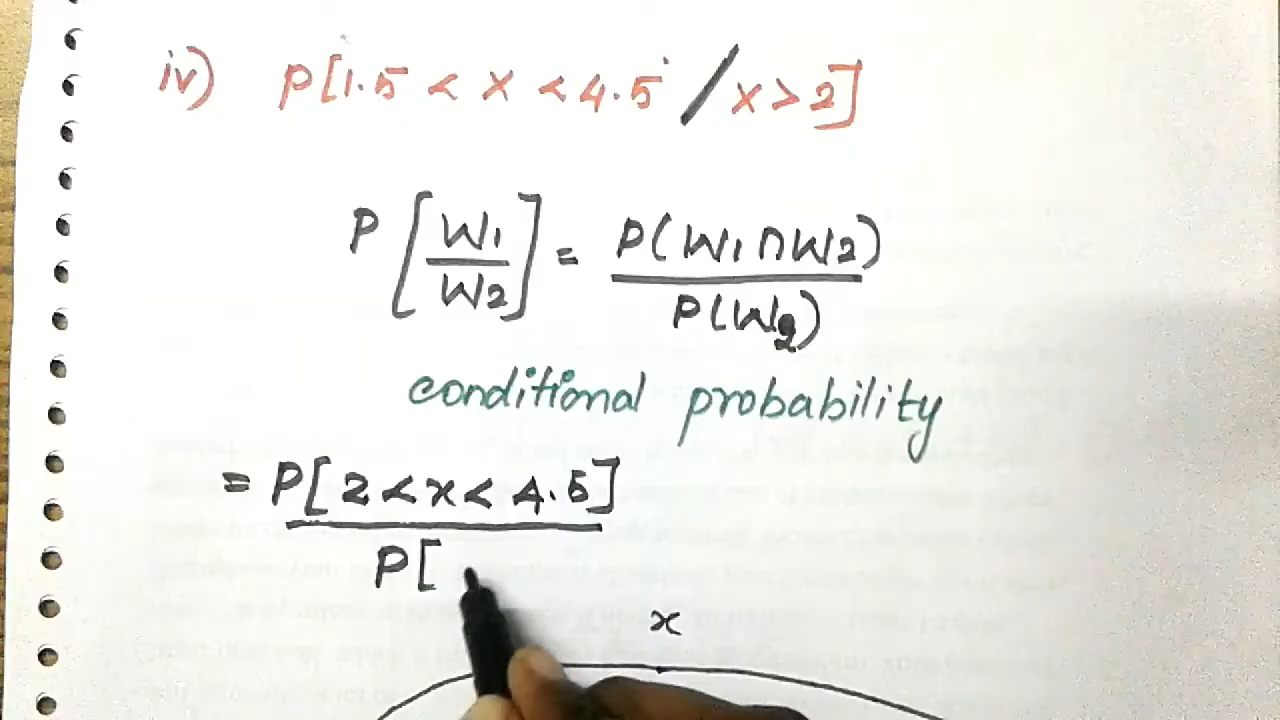 iv) P[1.5 < x < 4.5 / x > 2]
P [W1/W2] = P(W1 ∩ W2)/P(W2)
conditional probability
= P[2 < x < 4.5]
P[
x